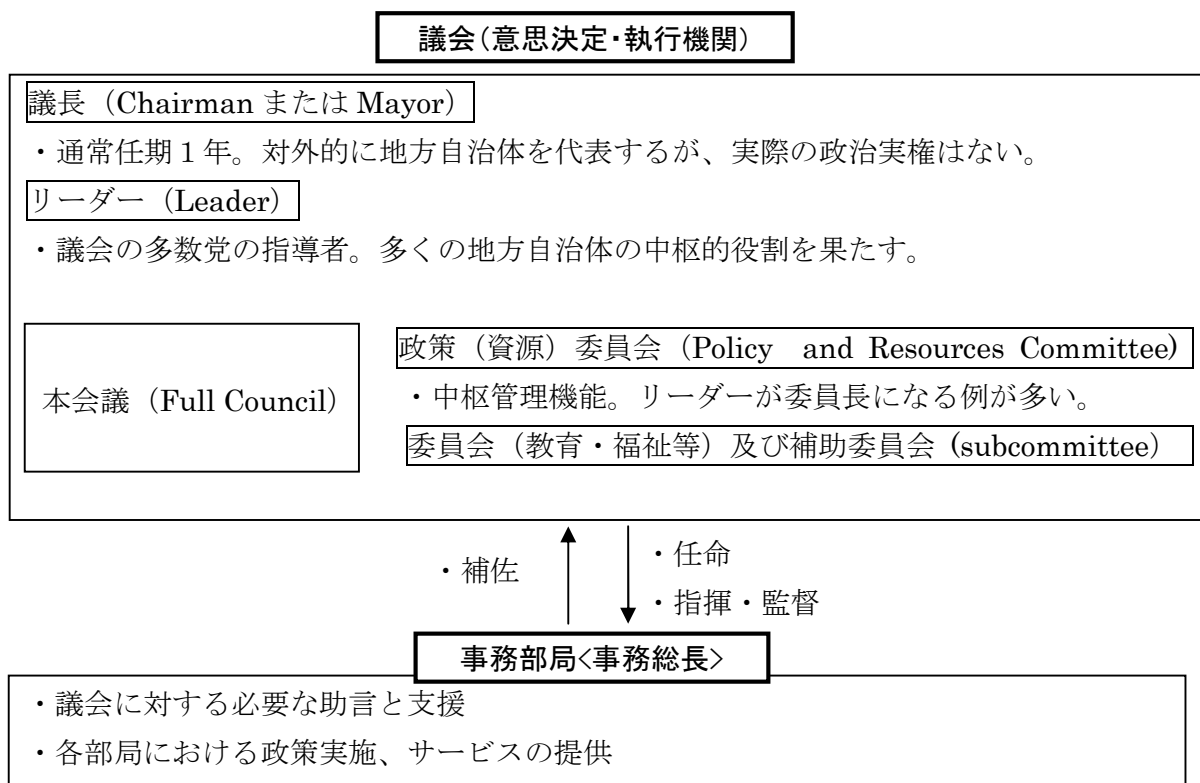 議会(意思決定・執行機関)
議長（Chairman または Mayor）
・通常任期１年。対外的に地方自治体を代表するが、実際の政治実権はない。
リーダー（Leader）
・議会の多数党の指導者。多くの地方自治体の中枢的役割を果たす。
本会議（Full Council）
政策（資源）委員会（Policy and Resources Committee)
・中枢管理機能。リーダーが委員長になる例が多い。
委員会（教育・福祉等）及び補助委員会 (subcommittee）
・補佐
・任命
・指揮・監督
事務部局<事務総長>
・議会に対する必要な助言と支援
・各部局における政策実施、サービスの提供